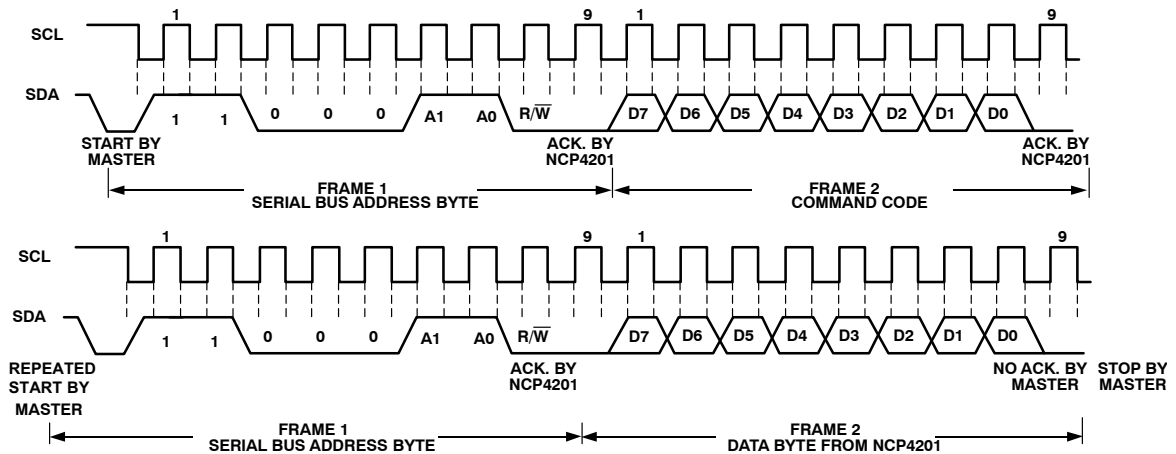 1 9 1 9
SCL
SDA
1 1 0 0 0 A1 A0 R/W̅ D7 D6 D5 D4 D3 D2 D1 D0
START BY
MASTER
ACK. BY
NCP4201
ACK. BY
NCP4201
FRAME 1
SERIAL BUS ADDRESS BYTE
FRAME 2
COMMAND CODE
1 9 1 9
SCL
SDA
1 1 0 0 0 A1 A0 R/W̅ D7 D6 D5 D4 D3 D2 D1 D0
REPEATED
START BY
MASTER
ACK. BY
NCP4201
NO ACK. BY
MASTER
STOP BY
MASTER
FRAME 1
SERIAL BUS ADDRESS BYTE
FRAME 2
DATA BYTE FROM NCP4201